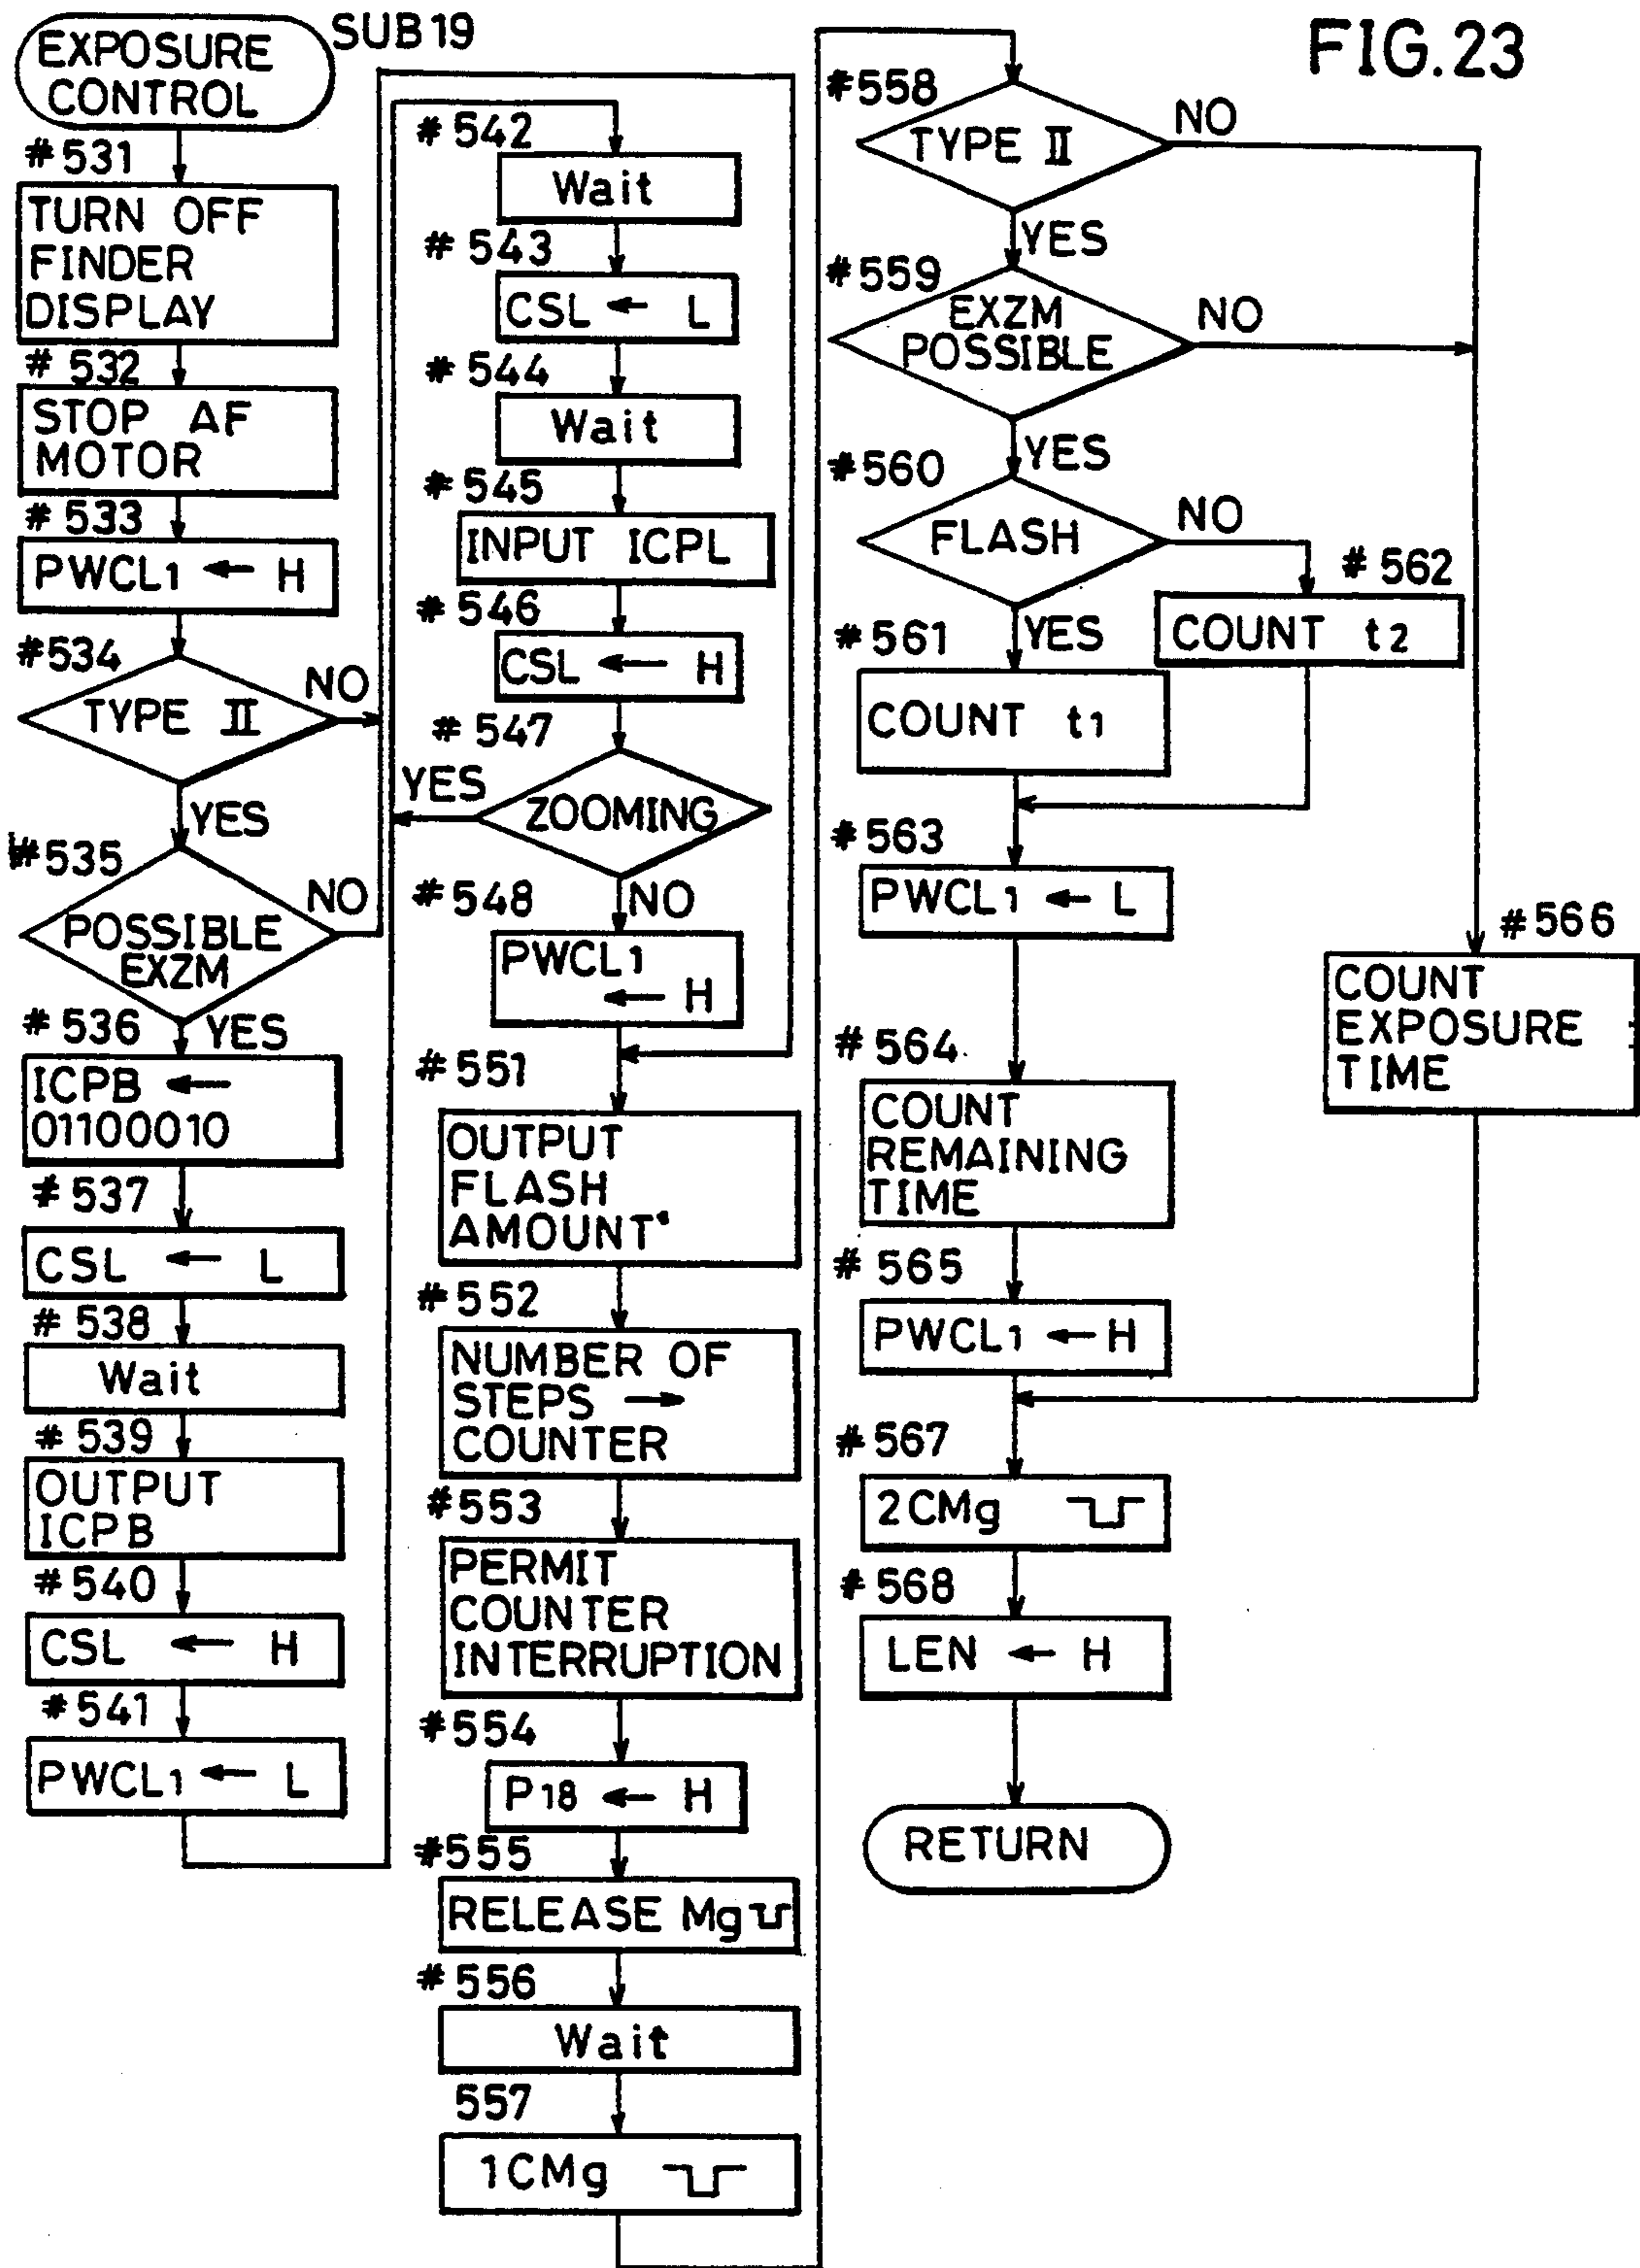 FIG.23
EXPOSURE
CONTROL
SUB19
#531
TURN OFF
FINDER
DISPLAY
#532
STOP AF
MOTOR
#533
PWCL1 ← H
#534
TYPE II
NO
YES
#535
POSSIBLE
EXZM
NO
YES
#536
ICPB ←
01100010
#537
CSL ← L
#538
Wait
#539
OUTPUT
ICPB
#540
CSL ← H
#541
PWCL1 ← L
#542
Wait
#543
CSL ← L
#544
Wait
#545
INPUT ICPL
#546
CSL ← H
#547
ZOOMING
YES
NO
#548
PWCL1
← H
#551
OUTPUT
FLASH
AMOUNT
#552
NUMBER OF
STEPS →
COUNTER
#553
PERMIT
COUNTER
INTERRUPTION
#554
P18 ← H
#555
RELEASE Mg
#556
Wait
557
1CMg
#558
TYPE II
NO
YES
#559
EXZM
POSSIBLE
NO
YES
#560
FLASH
NO
YES
#561
COUNT t1
#562
COUNT t2
#563
PWCL1 ← L
#564
COUNT
REMAINING
TIME
#565
PWCL1 ← H
#566
COUNT
EXPOSURE
TIME
#567
2CMg
#568
LEN ← H
RETURN